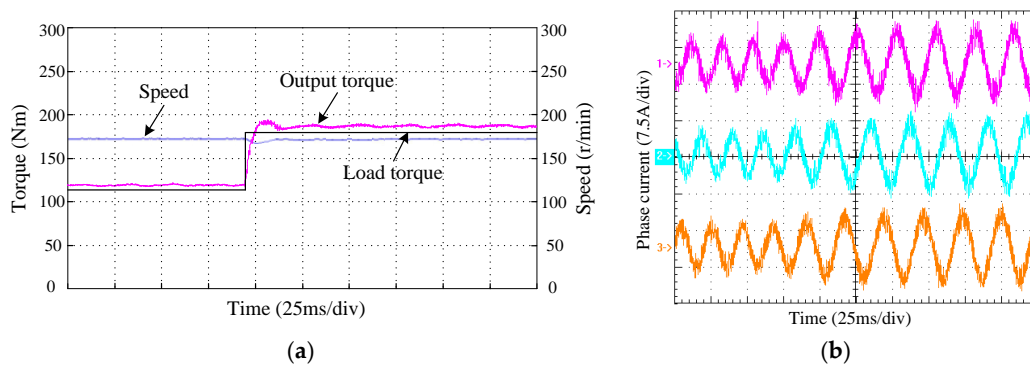 300
250
200
150
100
50
0
Torque (Nm)
Speed
Output torque
Load torque
300
250
200
150
100
50
0
Speed (r/min)
Time (25ms/div)
(a)
Phase current (7.5A/div)
1->
2->
3->
Time (25ms/div)
(b)